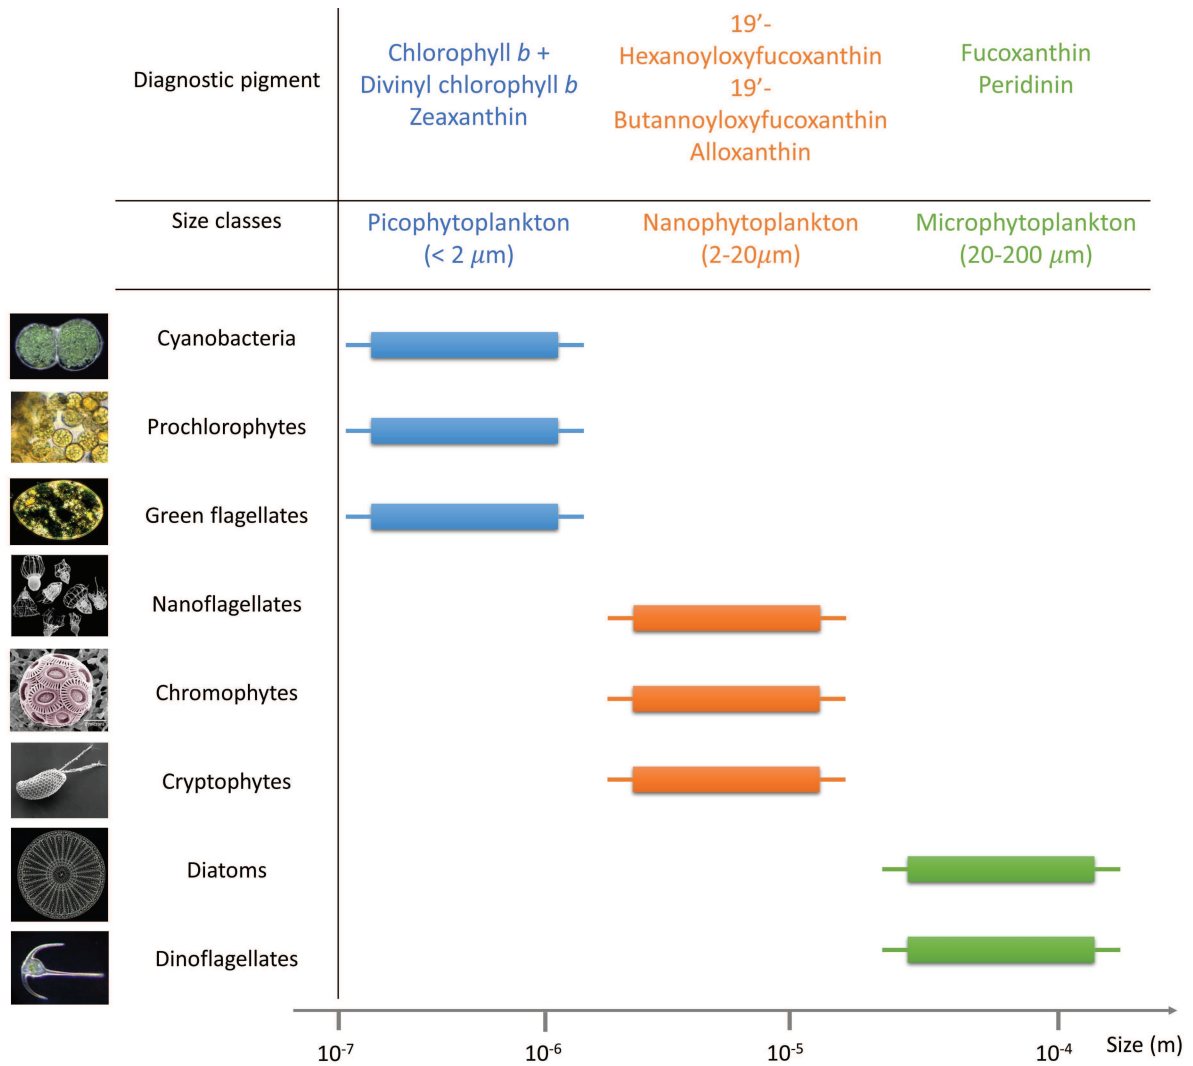 Diagnostic pigment
Chlorophyll b +
Divinyl chlorophyll b
Zeaxanthin
19’-
Hexanoyloxyfucoxanthin
19’-
Butannoyloxyfucoxanthin
Alloxanthin
Fucoxanthin
Peridinin
Size classes
Picophytoplankton
(< 2 μm)
Nanophytoplankton
(2-20μm)
Microphytoplankton
(20-200 μm)
Cyanobacteria
Prochlorophytes
Green flagellates
Nanoflagellates
Chromophytes
Cryptophytes
Diatoms
Dinoflagellates
10-7
10-6
10-5
10-4
Size (m)